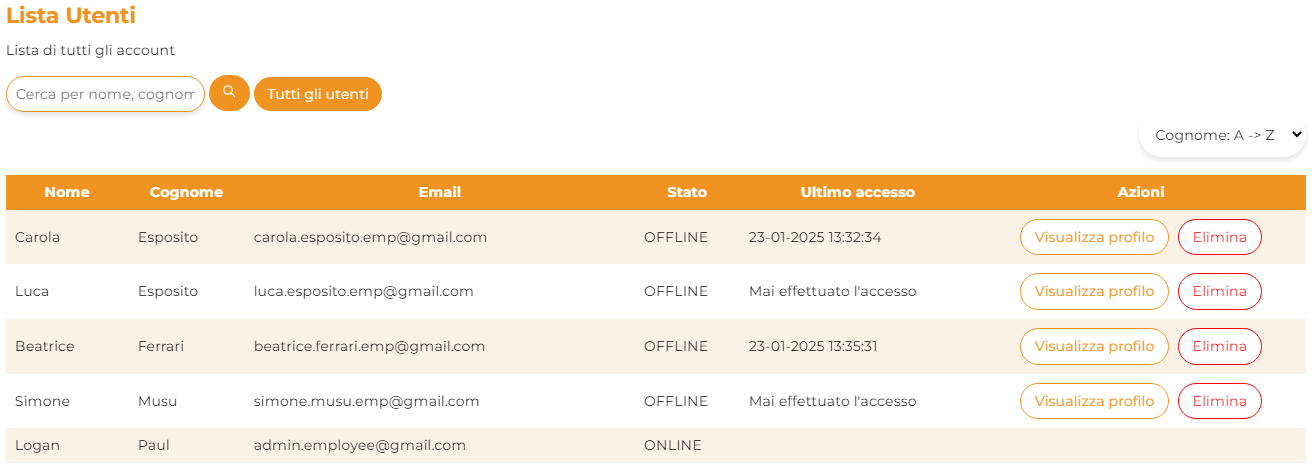 Lista Utenti
Lista di tutti gli account
Cerca per nome, cognom Tutti gli utenti
Cognome: A -> Z
Nome Cognome Email Stato Ultimo accesso Azioni
Carola Esposito carola.esposito.emp@gmail.com OFFLINE 23-01-2025 13:32:34 Visualizza profilo Elimina
Luca Esposito luca.esposito.emp@gmail.com OFFLINE Mai effettuato l'accesso Visualizza profilo Elimina
Beatrice Ferrari beatrice.ferrari.emp@gmail.com OFFLINE 23-01-2025 13:35:31 Visualizza profilo Elimina
Simone Musu simone.musu.emp@gmail.com OFFLINE Mai effettuato l'accesso Visualizza profilo Elimina
Logan Paul admin.employee@gmail.com ONLINE